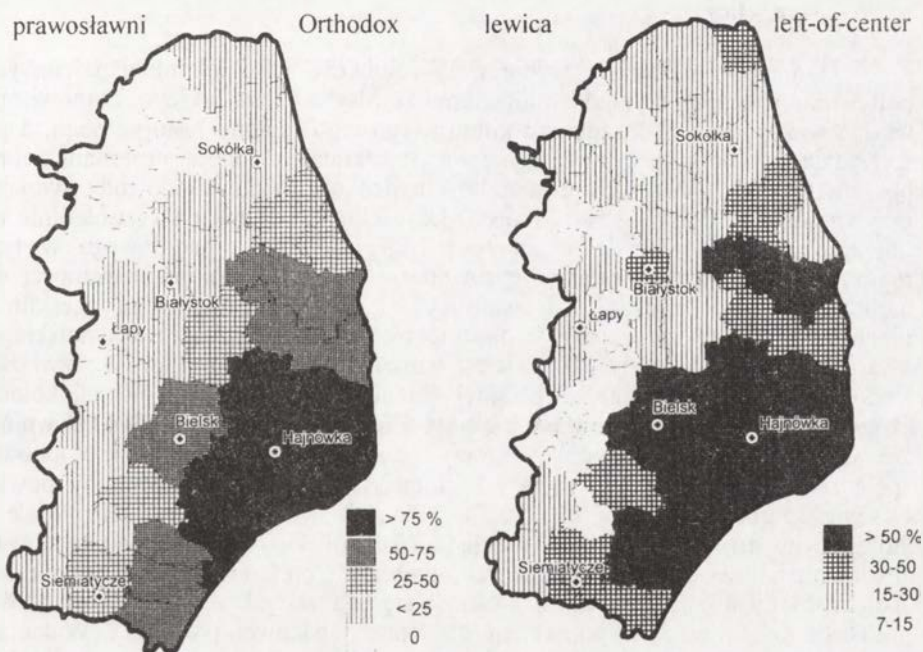 prawosławni Orthodox
Sokółka
Białystok
Łapy
Bielsk
Hajnówka
Siemiatycze
> 75 %
50-75
25-50
< 25
0
lewica left-of-center
Sokółka
Białystok
Łapy
Bielsk
Hajnówka
Siemiatycze
> 50 %
30-50
15-30
7-15